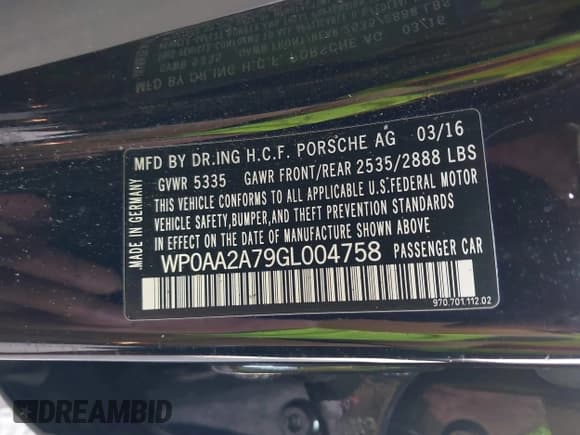 MFD BY DR.ING H.C.F. PORSCHE AG 03/16
GVWR 5335 GAWR FRONT/REAR 2535/2888 LBS
THIS VEHICLE CONFORMS TO ALL APPLICABLE U.S.FEDERAL MOTOR
VEHICLE SAFETY,BUMPER,AND THEFT PREVENTION STANDARDS
IN EFFECT ON THE DATE OF MANUFACTURE SHOWN ABOVE
MADE IN GERMANY
WP0AA2A79GL004758 PASSENGER CAR
970.701.112.02
DREAMBID